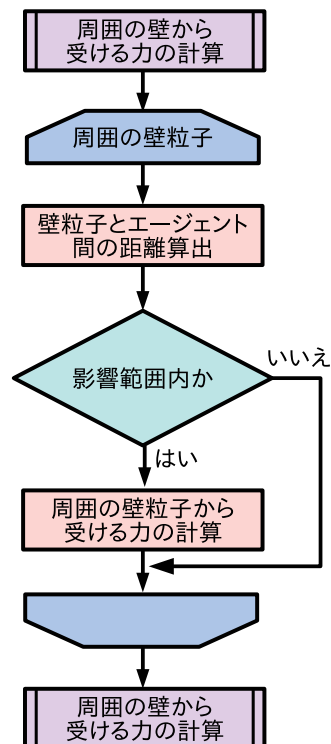 周囲の壁から
受ける力の計算
周囲の壁粒子
壁粒子とエージェント
間の距離算出
影響範囲内か
いいえ
はい
周囲の壁粒子から
受ける力の計算
周囲の壁から
受ける力の計算